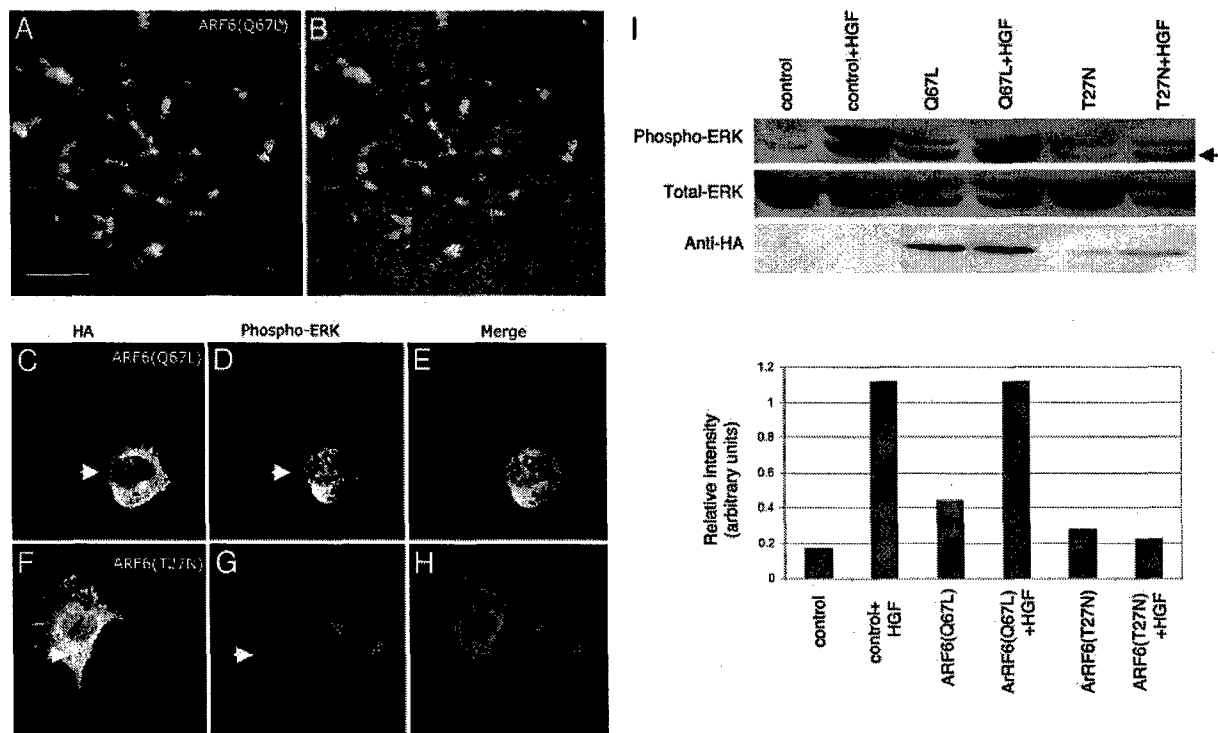 A
ARF6(Q67L)
B
HA
Phospho-ERK
Merge
C
ARF6(Q67L)
D
E
F
ARF6(T27N)
G
H
I
control
control+HGF
Q67L
Q67L+HGF
T27N
T27N+HGF
Phospho-ERK
Total-ERK
Anti-HA
Relative intensity
(arbitrary units)
1.2
1
0.8
0.6
0.4
0.2
0
control
control+
HGF
ARF6(Q67L)
ArRF6(Q67L)
+HGF
ArRF6(T27N)
ARF6(T27N)
+HGF